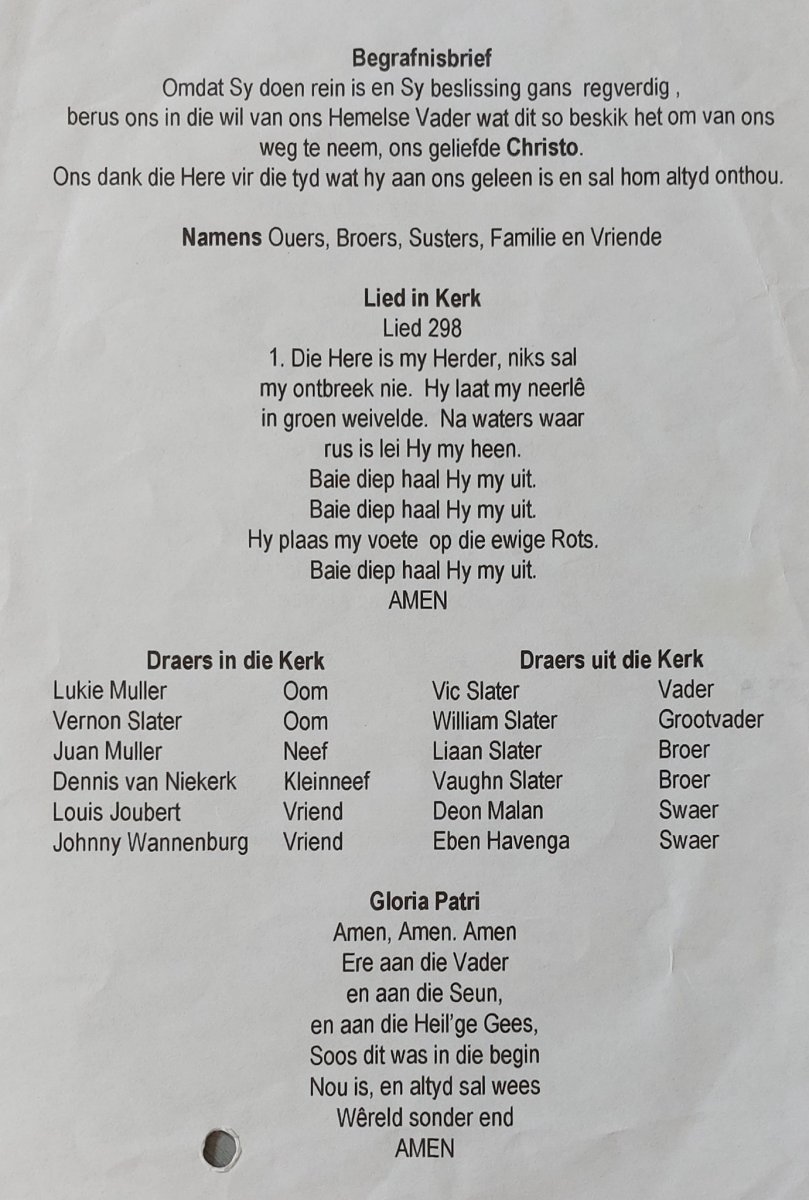 Begrafnisbrief
Omdat Sy doen rein is en Sy beslissing gans regverdig ,
berus ons in die wil van ons Hemelse Vader wat dit so beskik het om van ons
weg te neem, ons geliefde Christo.
Ons dank die Here vir die tyd wat hy aan ons geleen is en sal hom altyd onthou.
Namens Ouers, Broers, Susters, Familie en Vriende
Lied in Kerk
Lied 298
1. Die Here is my Herder, niks sal
my ontbreek nie. Hy laat my neerlê
in groen weivelde. Na waters waar
rus is lei Hy my heen.
Baie diep haal Hy my uit.
Baie diep haal Hy my uit.
Hy plaas my voete op die ewige Rots.
Baie diep haal Hy my uit.
AMEN
Draers in die Kerk
Lukie Muller Oom
Vernon Slater Oom
Juan Muller Neef
Dennis van Niekerk Kleinneef
Louis Joubert Vriend
Johnny Wannenburg Vriend
Draers uit die Kerk
Vic Slater Vader
William Slater Grootvader
Liaan Slater Broer
Vaughn Slater Broer
Deon Malan Swaer
Eben Havenga Swaer
Gloria Patri
Amen, Amen. Amen
Ere aan die Vader
en aan die Seun,
en aan die Heil'ge Gees,
Soos dit was in die begin
Nou is, en altyd sal wees
Wêreld sonder end
AMEN